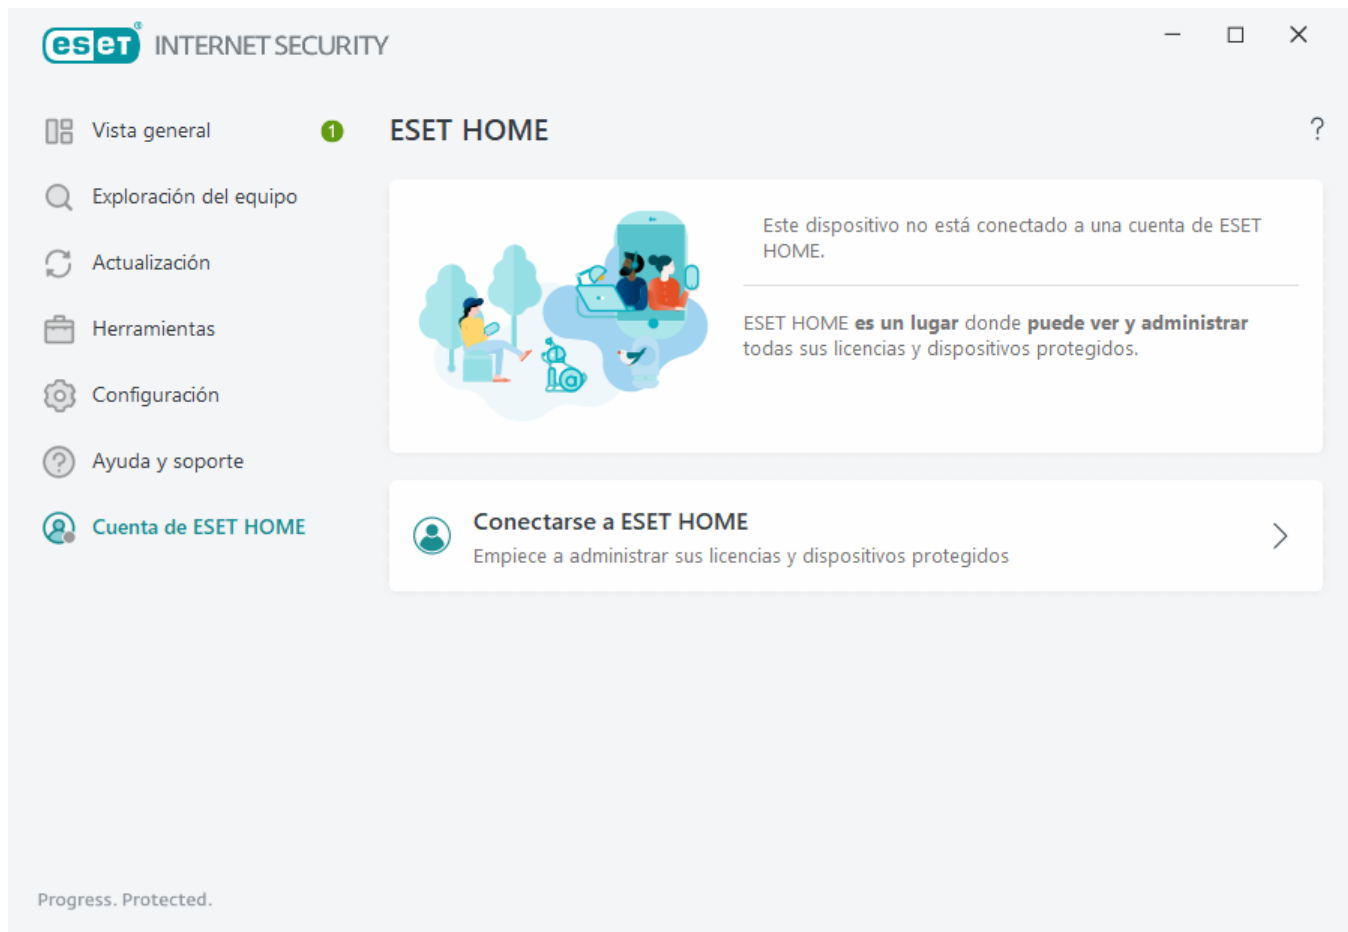 eset® INTERNET SECURITY
Vista general
1
Exploración del equipo
Actualización
Herramientas
Configuración
Ayuda y soporte
Cuenta de ESET HOME
ESET HOME
?
Este dispositivo no está conectado a una cuenta de ESET
HOME.
ESET HOME es un lugar donde puede ver y administrar
todas sus licencias y dispositivos protegidos.
Conectarse a ESET HOME
Empiece a administrar sus licencias y dispositivos protegidos
Progress. Protected.